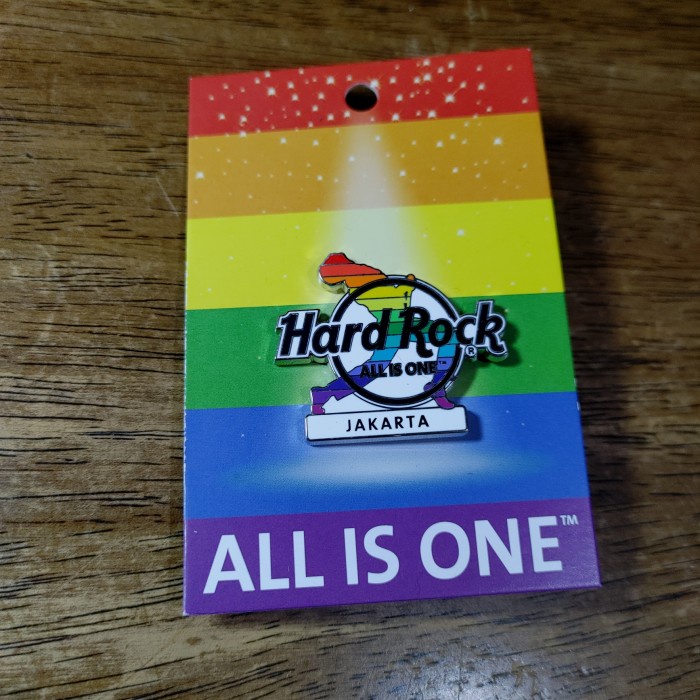 Hard Rock®
ALL IS ONE™
JAKARTA
ALL IS ONE™